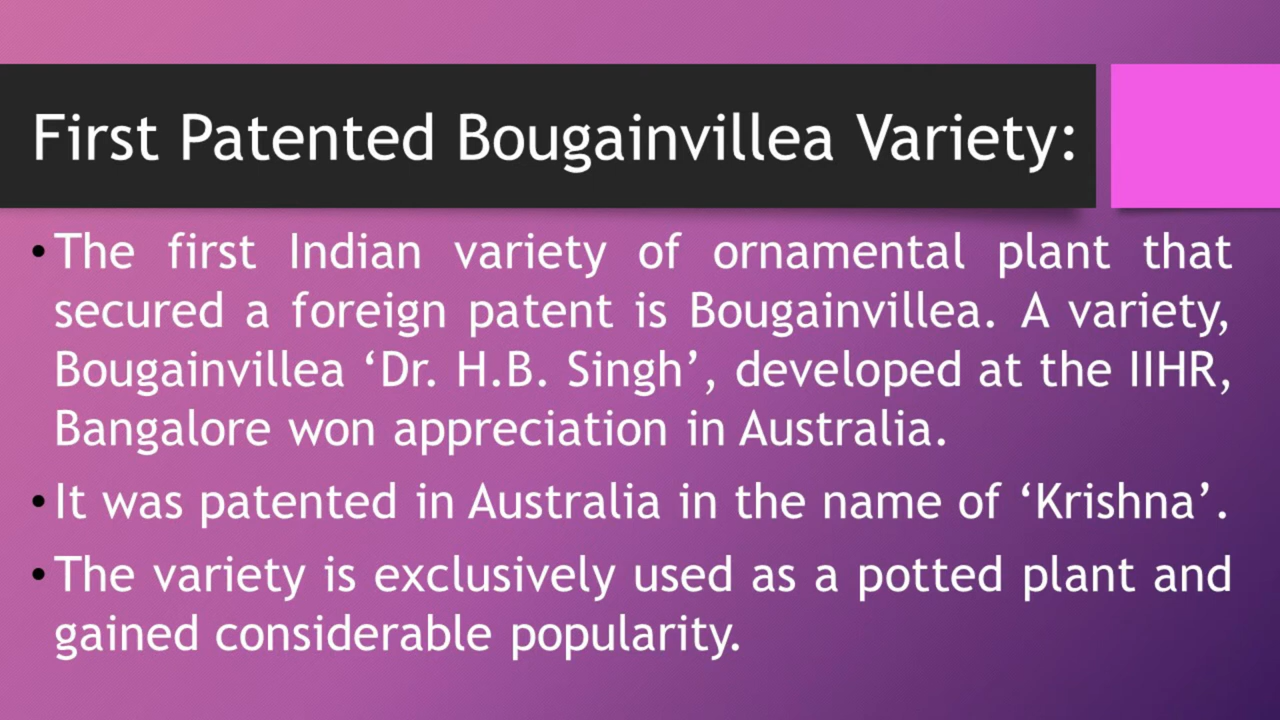 First Patented Bougainvillea Variety:
•The first Indian variety of ornamental plant that
secured a foreign patent is Bougainvillea. A variety,
Bougainvillea ‘Dr. H.B. Singh’, developed at the IIHR,
Bangalore won appreciation in Australia.
•It was patented in Australia in the name of ‘Krishna’.
•The variety is exclusively used as a potted plant and
gained considerable popularity.